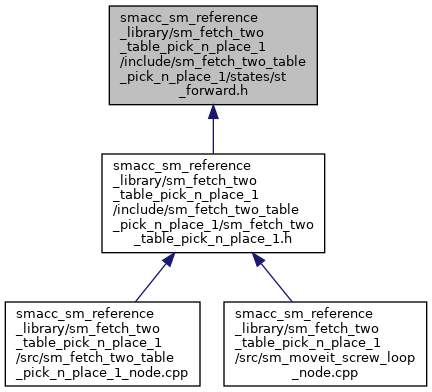 smacc_sm_reference
_library/sm_fetch_two
_table_pick_n_place_1
/include/sm_fetch_two_table
_pick_n_place_1/states/st
_forward.h
smacc_sm_reference
_library/sm_fetch_two
_table_pick_n_place_1
/include/sm_fetch_two_table
_pick_n_place_1/sm_fetch_two
_table_pick_n_place_1.h
smacc_sm_reference
_library/sm_fetch_two
_table_pick_n_place_1
/src/sm_fetch_two_table
_pick_n_place_1_node.cpp
smacc_sm_reference
_library/sm_fetch_two
_table_pick_n_place_1
/src/sm_moveit_screw_loop
_node.cpp